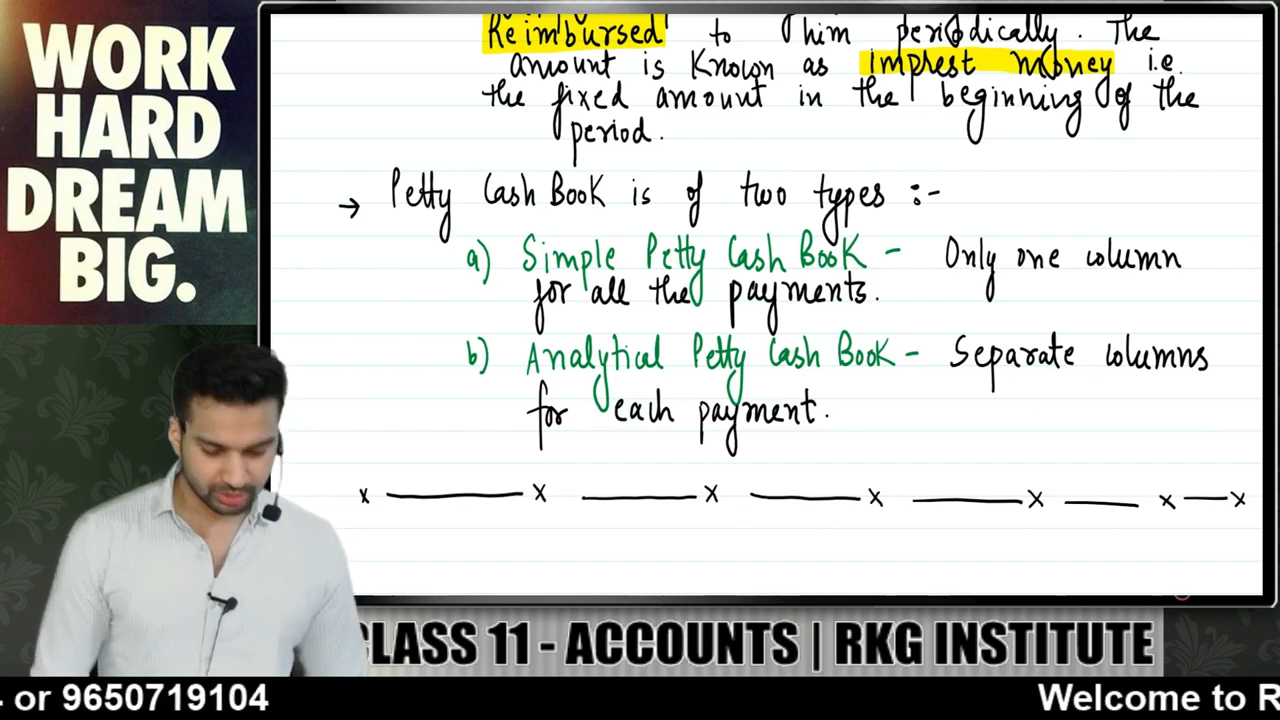 WORK
HARD
DREAM
BIG.
Reimbursed to him periodically. The
amount is known as imprest money i.e.
the fixed amount in the beginning of the
period.
→ Petty Cash Book is of two types :-
a) Simple Petty Cash Book - Only one column
for all the payments.
b) Analytical Petty Cash Book - Separate columns
for each payment.
x ——— x ——— x ——— x ——— x —— x — x
CLASS 11 - ACCOUNTS | RKG INSTITUTE
or 9650719104
Welcome to R